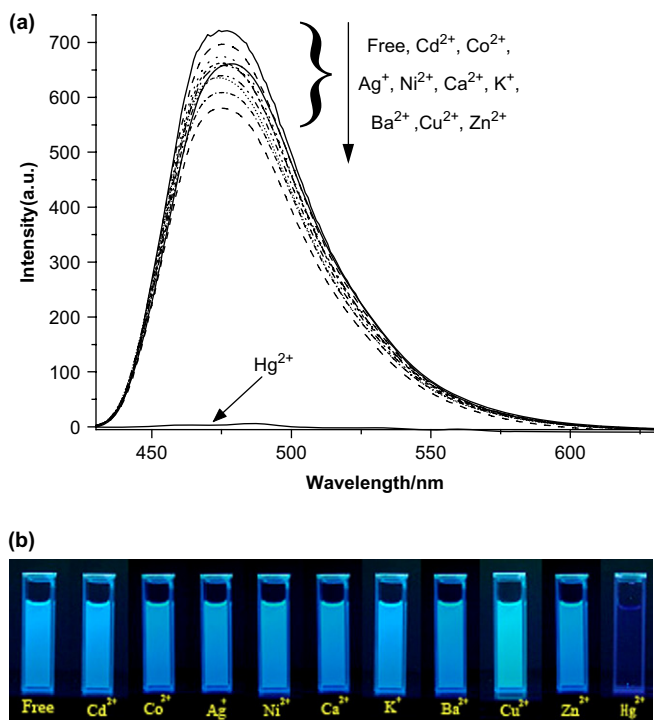 (a)
700
600
500
400
300
200
100
0
Intensity(a.u.)
Free, Cd²⁺, Co²⁺,
Ag⁺, Ni²⁺, Ca²⁺, K⁺,
Ba²⁺ ,Cu²⁺, Zn²⁺
Hg²⁺
450 500 550 600
Wavelength/nm
(b)
Free Cd²⁺ Co²⁺ Ag⁺ Ni²⁺ Ca²⁺ K⁺ Ba²⁺ Cu²⁺ Zn²⁺ Hg²⁺